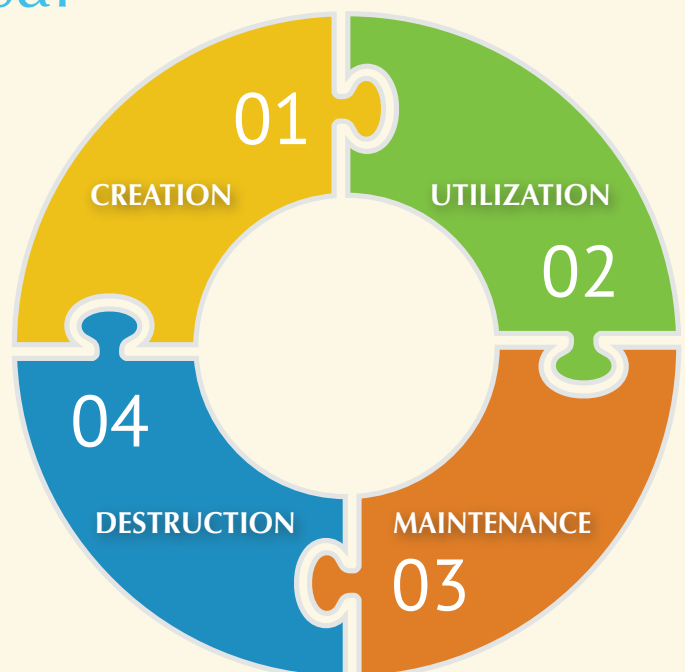 01
CREATION
UTILIZATION
02
04
DESTRUCTION
MAINTENANCE
03